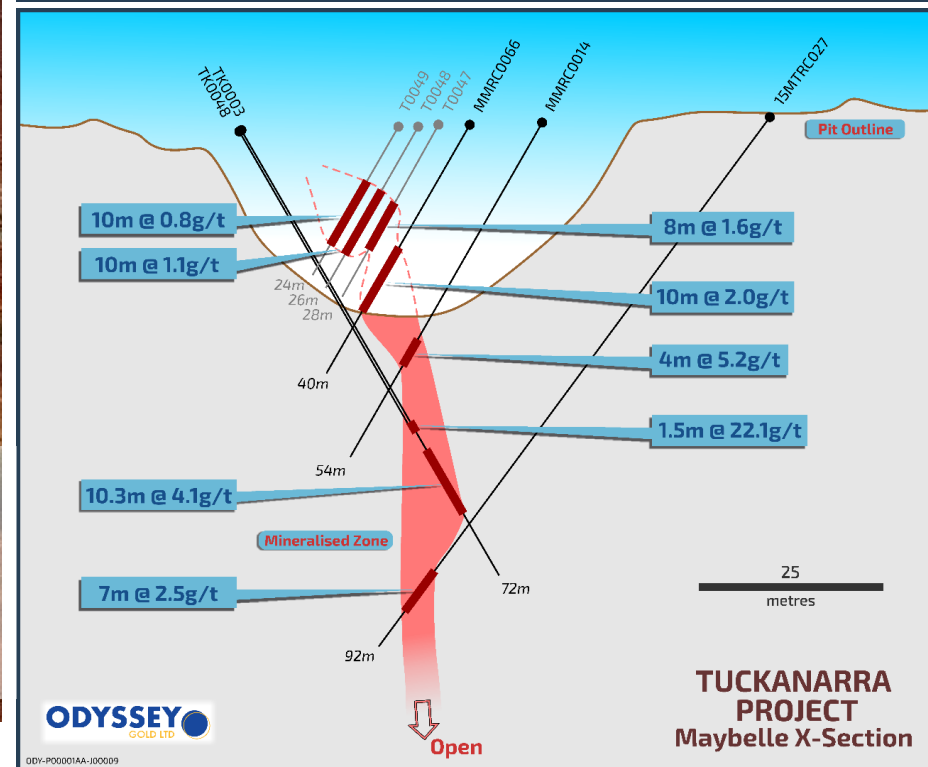 TK0003
TK0048
T0049
T0048
T0047
MMRC0066
MMRC0014
15MTRC027
Pit Outline
10m @ 0.8g/t
8m @ 1.6g/t
10m @ 1.1g/t
24m
26m
28m
10m @ 2.0g/t
40m
4m @ 5.2g/t
54m
1.5m @ 22.1g/t
10.3m @ 4.1g/t
Mineralised Zone
7m @ 2.5g/t
72m
25
metres
92m
TUCKANARRA
PROJECT
Maybelle X-Section
ODYSSEY
GOLD LTD
Open
ODY-P00001AA-J00009